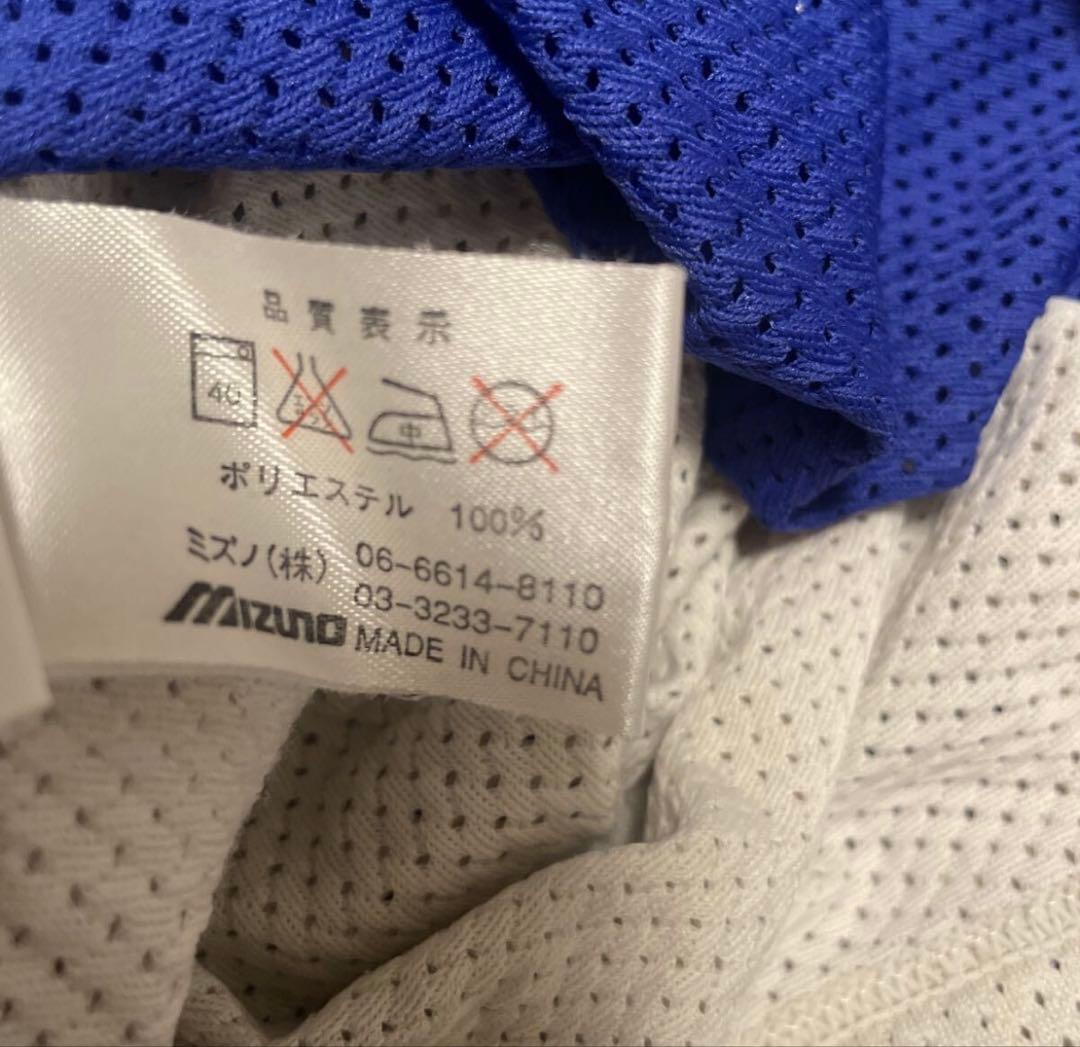 品質表示
40 エンソ 中
ポリエステル 100%
ミズノ(株) 06-6614-8110
03-3233-7110
MIZUNO MADE IN CHINA